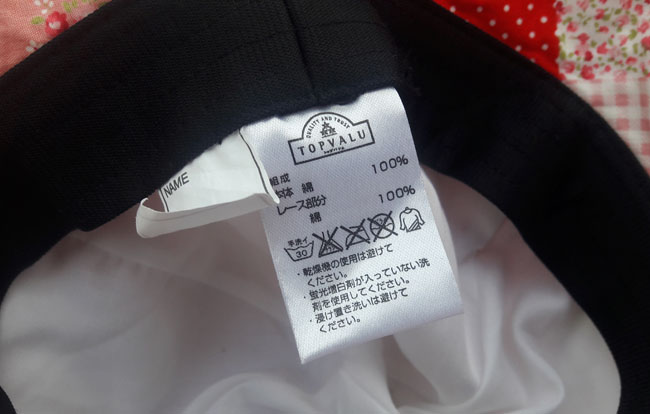 QUALITY AND TRUST
TOPVALU
NAME
組成
本体 綿 100%
レース部分
綿 100%
手洗イ
30
・乾燥機の使用は避けて
ください。
・蛍光増白剤が入っていない洗
剤を使用してください。
・浸け置き洗いは避けて
ください。